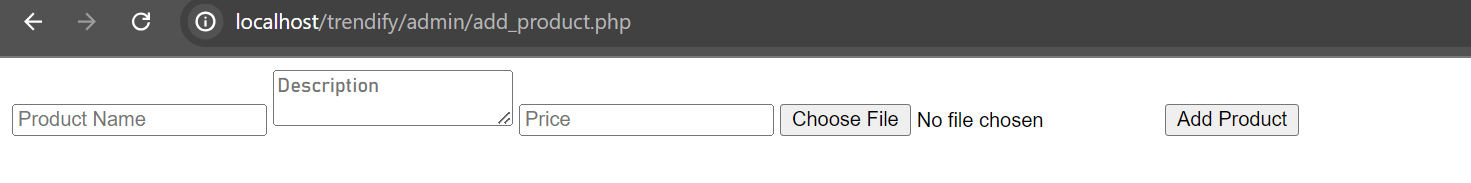 localhost/trendify/admin/add_product.php
Description
Product Name Price Choose File No file chosen Add Product